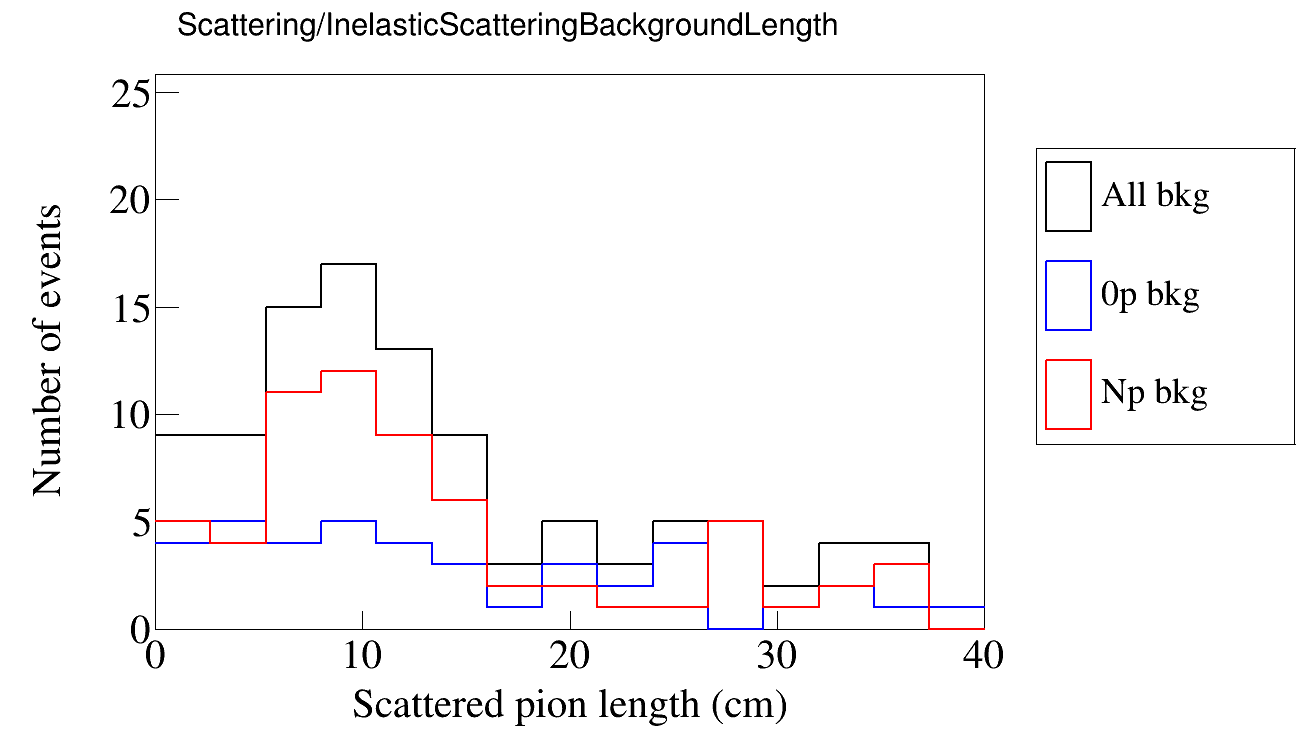 Scattering/InelasticScatteringBackgroundLength
25
20
15
10
5
0
0 10 20 30 40
Number of events
Scattered pion length (cm)
All bkg
0p bkg
Np bkg